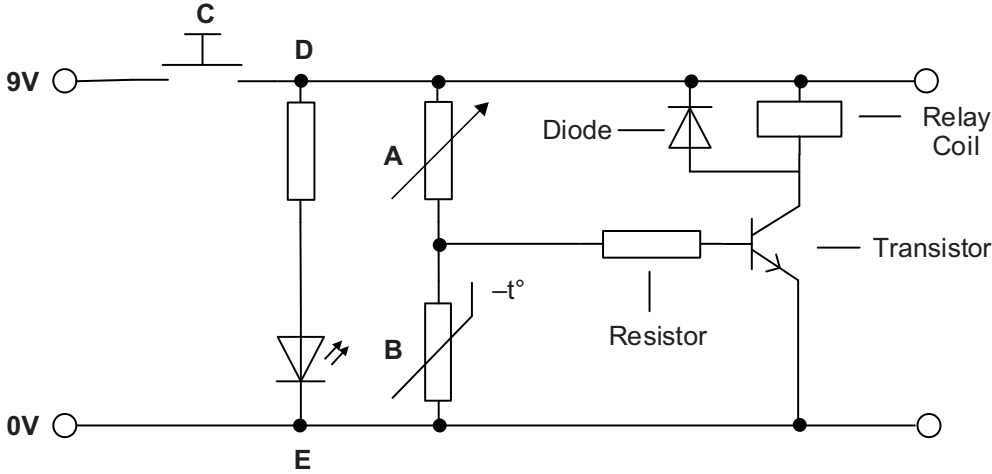 C
D
9V
Diode
Relay
Coil
A
Transistor
–t°
Resistor
B
0V
E